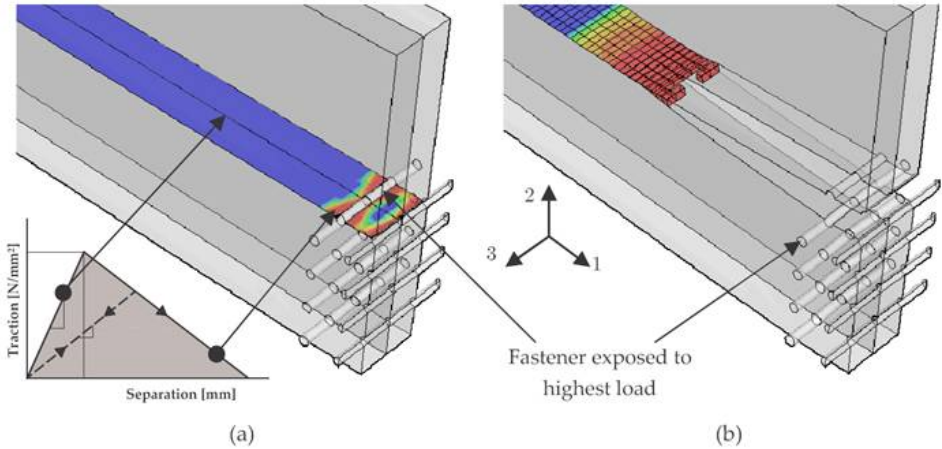 Traction [N/mm²]
Separation [mm]
2
3
1
Fastener exposed to
highest load
(a)
(b)